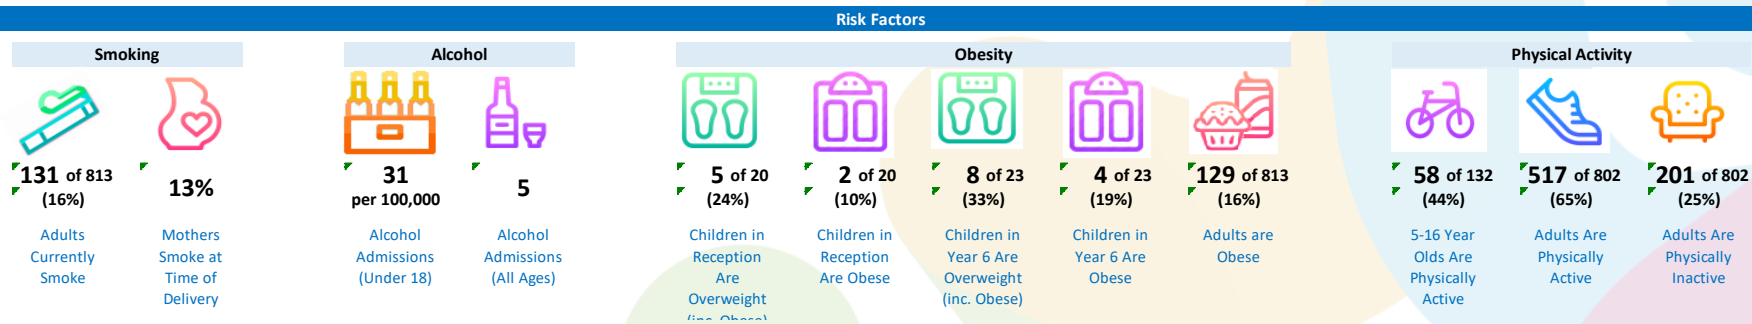 Risk Factors
Smoking
131 of 813
(16%)
Adults
Currently
Smoke
13%
Mothers
Smoke at
Time of
Delivery
Alcohol
31
per 100,000
Alcohol
Admissions
(Under 18)
5
Alcohol
Admissions
(All Ages)
Obesity
5 of 20
(24%)
Children in
Reception
Are
Overweight
(inc. Obese)
2 of 20
(10%)
Children in
Reception
Are Obese
8 of 23
(33%)
Children in
Year 6 Are
Overweight
(inc. Obese)
4 of 23
(19%)
Children in
Year 6 Are
Obese
129 of 813
(16%)
Adults are
Obese
Physical Activity
58 of 132
(44%)
5-16 Year
Olds Are
Physically
Active
517 of 802
(65%)
Adults Are
Physically
Active
201 of 802
(25%)
Adults Are
Physically
Inactive